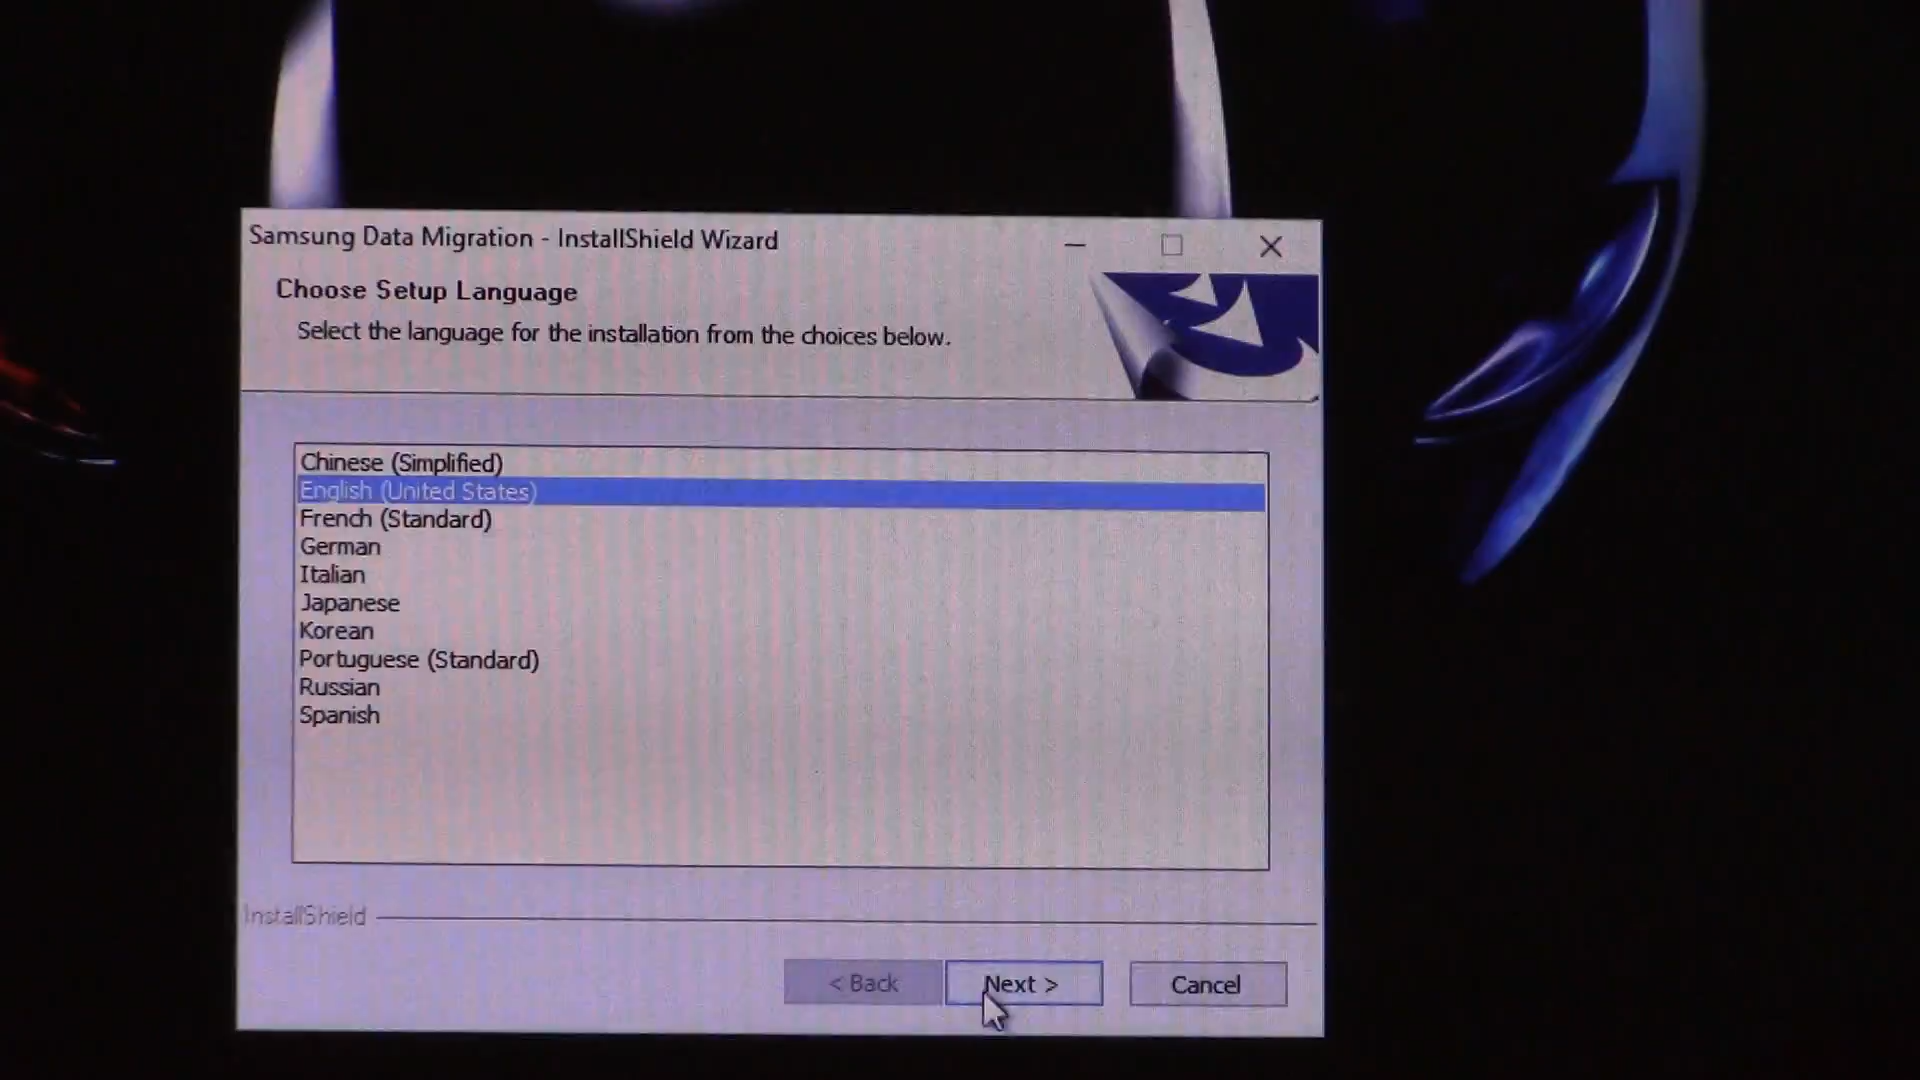 Samsung Data Migration - InstallShield Wizard
Choose Setup Language
Select the language for the installation from the choices below.
Chinese (Simplified)
English (United States)
French (Standard)
German
Italian
Japanese
Korean
Portuguese (Standard)
Russian
Spanish
InstallShield
< Back
Next >
Cancel